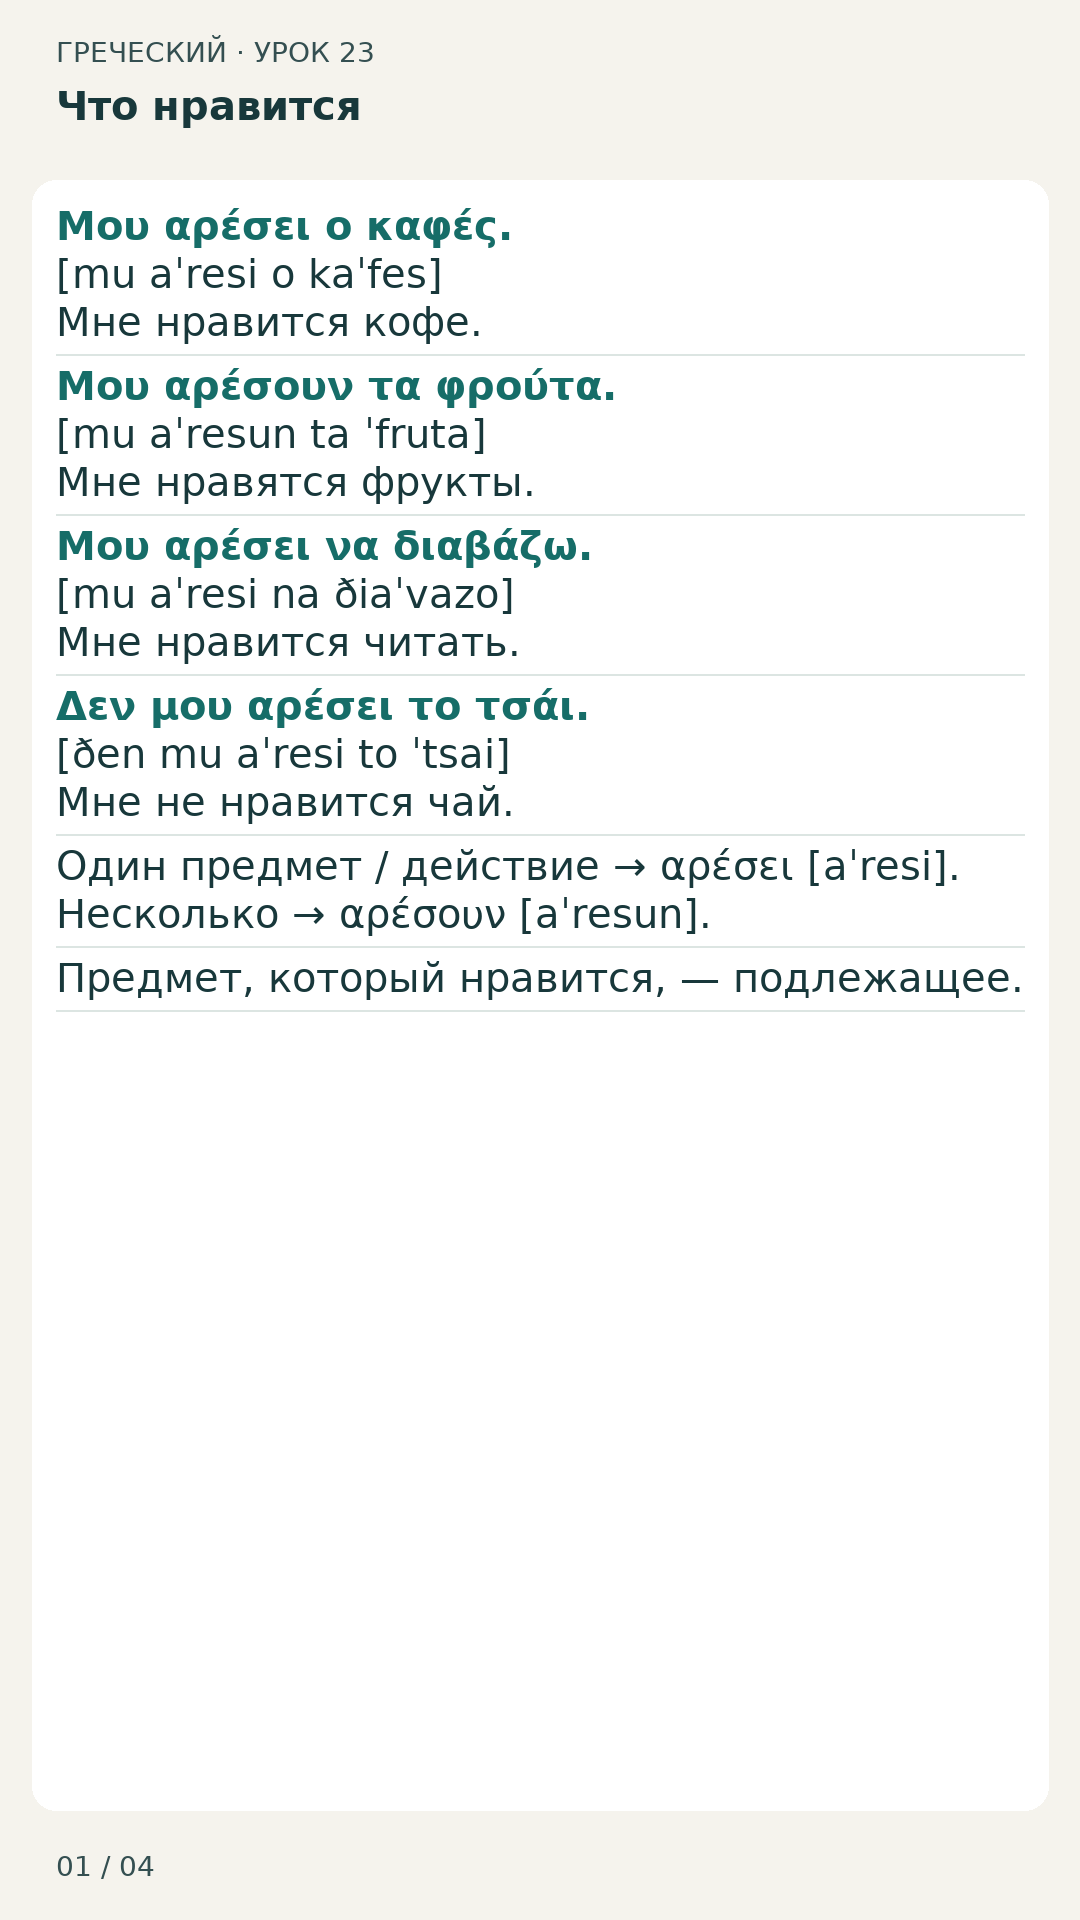 ГРЕЧЕСКИЙ · УРОК 23
Что нравится
Μου αρέσει ο καφές.
[mu aˈresi o kaˈfes]
Мне нравится кофе.
Μου αρέσουν τα φρούτα.
[mu aˈresun ta ˈfruta]
Мне нравятся фрукты.
Μου αρέσει να διαβάζω.
[mu aˈresi na ðiaˈvazo]
Мне нравится читать.
Δεν μου αρέσει το τσάι.
[ðen mu aˈresi to ˈtsai]
Мне не нравится чай.
Один предмет / действие → αρέσει [aˈresi].
Несколько → αρέσουν [aˈresun].
Предмет, который нравится, — подлежащее.
01 / 04